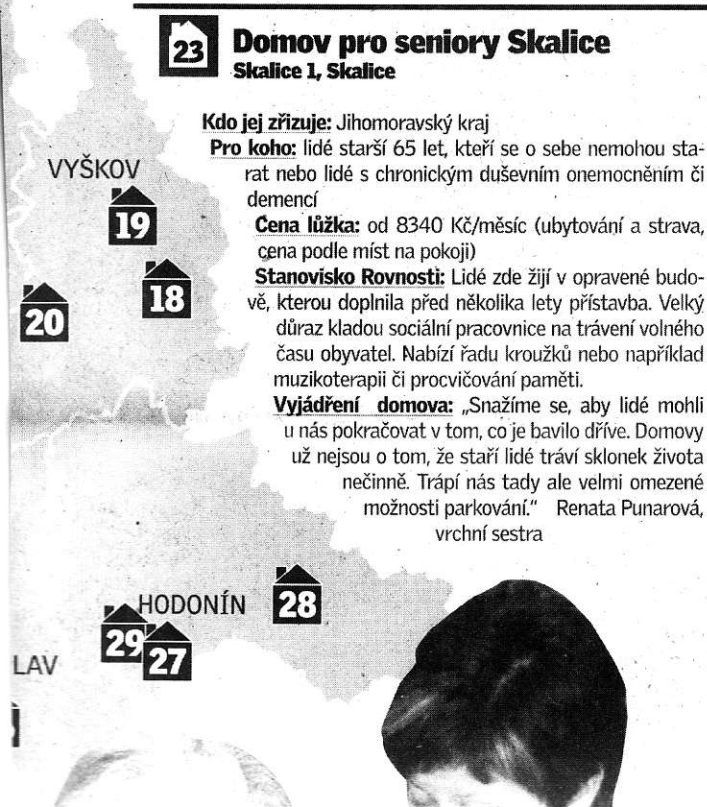 23
Domov pro seniory Skalice
Skalice 1, Skalice
Kdo jej zřizuje: Jihomoravský kraj
Pro koho: lidé starší 65 let, kteří se o sebe nemohou sta-
rat nebo lidé s chronickým duševním onemocněním či
demencí
Cena lůžka: od 8340 Kč/měsíc (ubytování a strava,
cena podle míst na pokoji)
Stanovisko Rovnosti: Lidé zde žijí v opravené budo-
vě, kterou doplnila před několika lety přístavba. Velký
důraz kladou sociální pracovnice na trávení volného
času obyvatel. Nabízí řadu kroužků nebo například
muzikoterapii či procvičování paměti.
Vyjádření domova: „Snažíme se, aby lidé mohli
u nás pokračovat v tom, co je bavilo dříve. Domovy
už nejsou o tom, že staří lidé tráví sklonek života
nečinně. Trápí nás tady ale velmi omezené
možnosti parkování.“ Renata Punarová,
vrchní sestra
VYŠKOV
19
18
20
HODONÍN
28
29
27
LAV